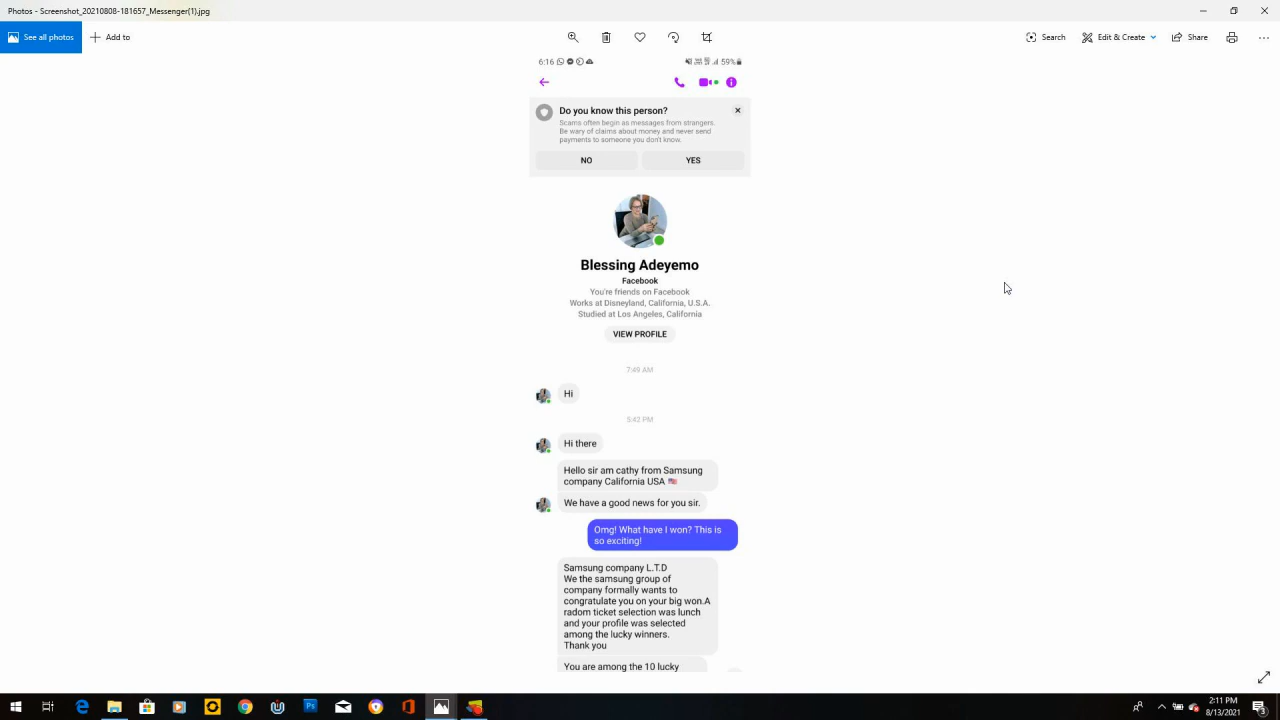 Photos - Screenshot_20210808-181657_Messenger(1).jpg
See all photos
Add to
Search
Edit & Create
Share
6:16
59%
Do you know this person?
Scams often begin as messages from strangers.
Be wary of claims about money and never send
payments to someone you don't know.
NO
YES
Blessing Adeyemo
Facebook
You're friends on Facebook
Works at Disneyland, California, U.S.A.
Studied at Los Angeles, California
VIEW PROFILE
7:49 AM
Hi
5:42 PM
Hi there
Hello sir am cathy from Samsung
company California USA 🇺🇸
We have a good news for you sir.
Omg! What have I won? This is
so exciting!
Samsung company L.T.D
We the samsung group of
company formally wants to
congratulate you on your big won.A
radom ticket selection was lunch
and your profile was selected
among the lucky winners.
Thank you
You are among the 10 lucky
2:11 PM
8/13/2021